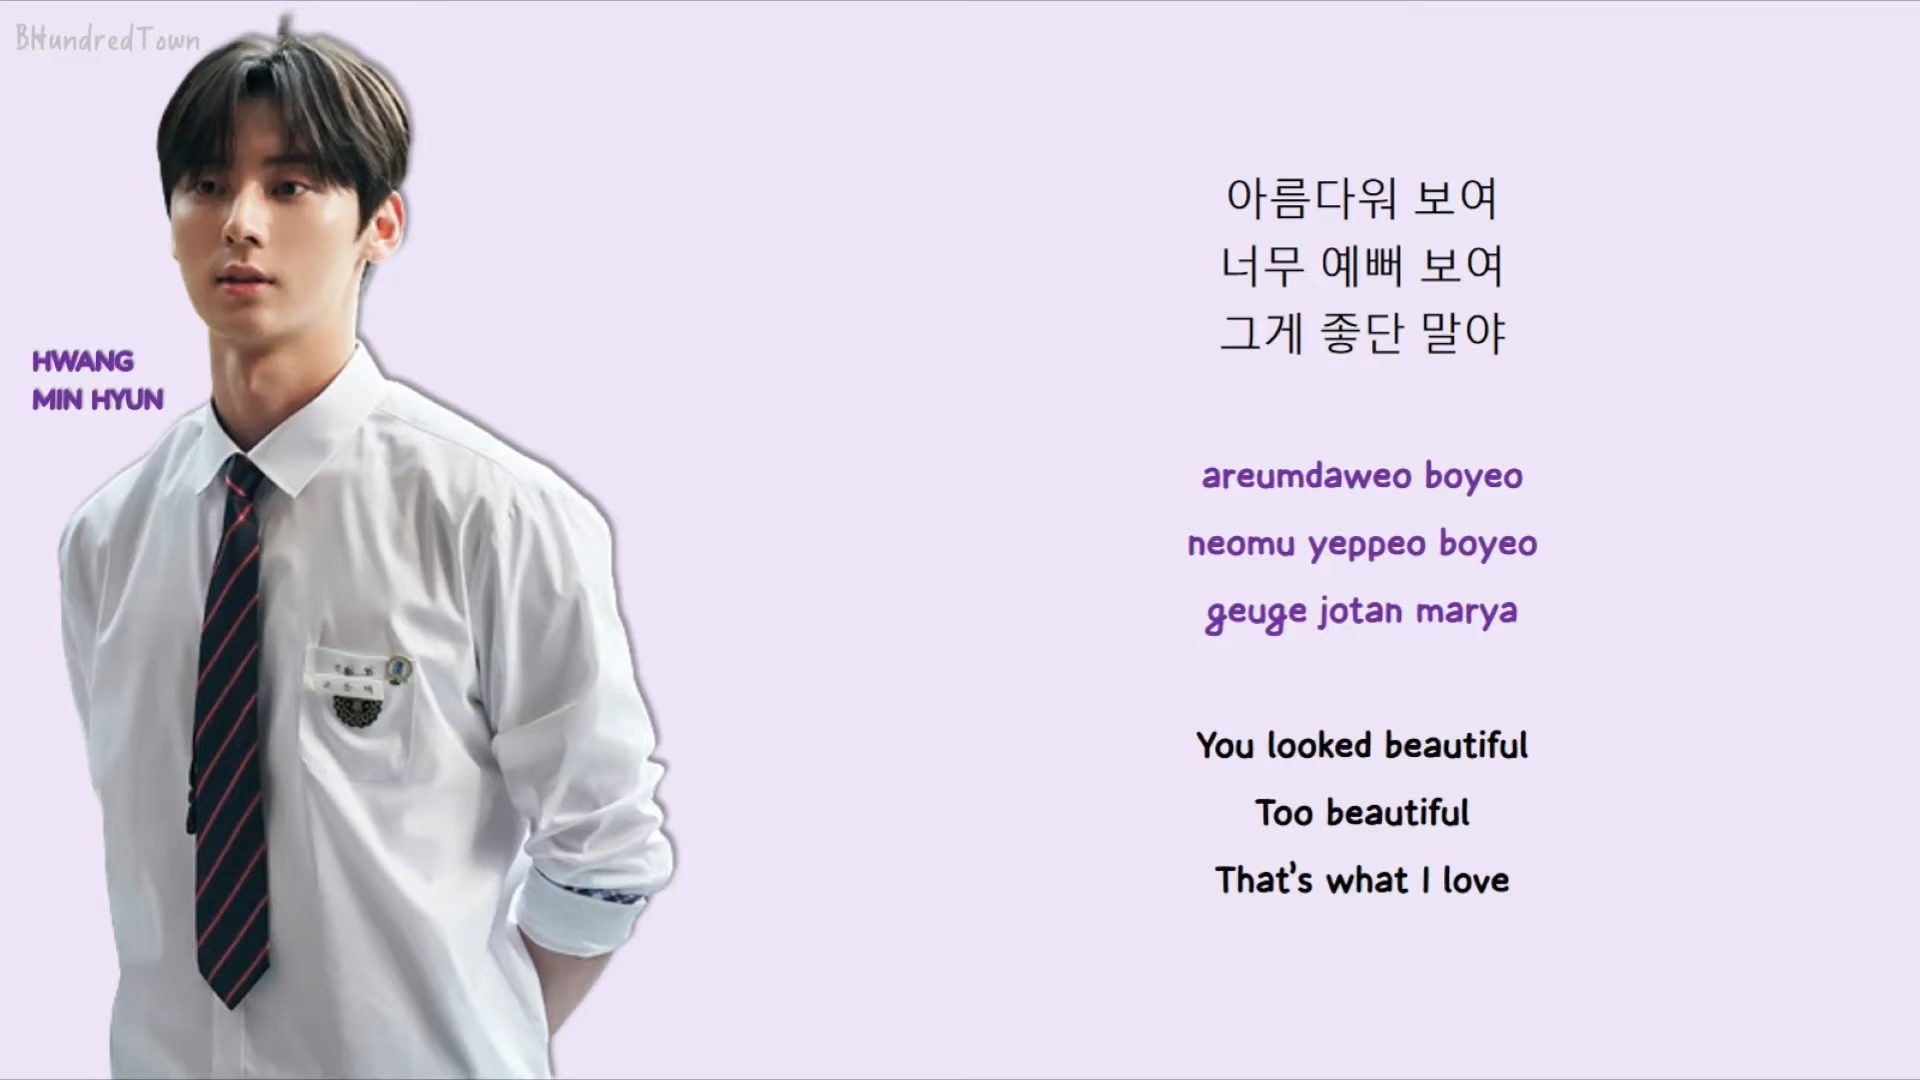 BHundredTown
HWANG
MIN HYUN
아름다워 보여
너무 예뻐 보여
그게 좋단 말야
areumdaweo boyeo
neomu yeppeo boyeo
geuge jotan marya
You looked beautiful
Too beautiful
That's what I love